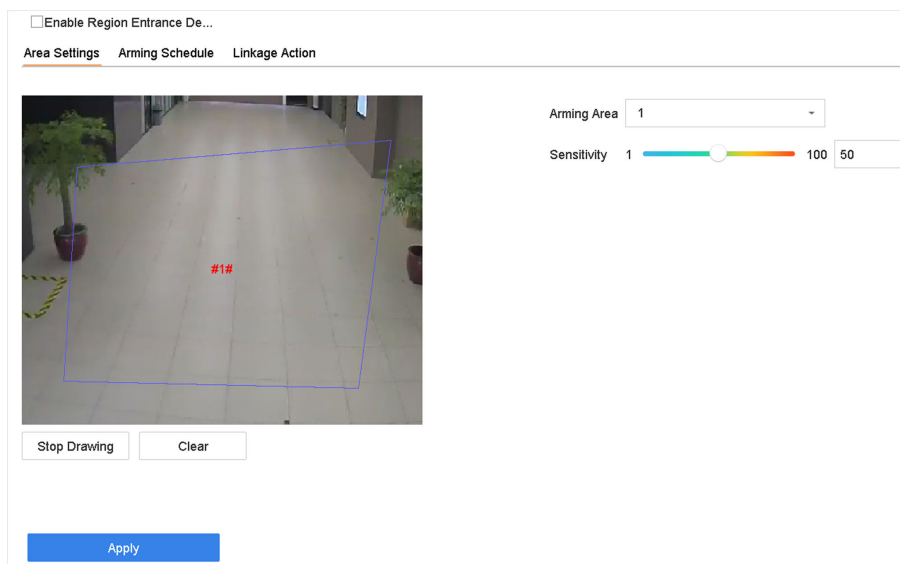 Enable Region Entrance De...
Area Settings Arming Schedule Linkage Action
Arming Area 1
Sensitivity 1 100 50
#1#
Stop Drawing Clear
Apply